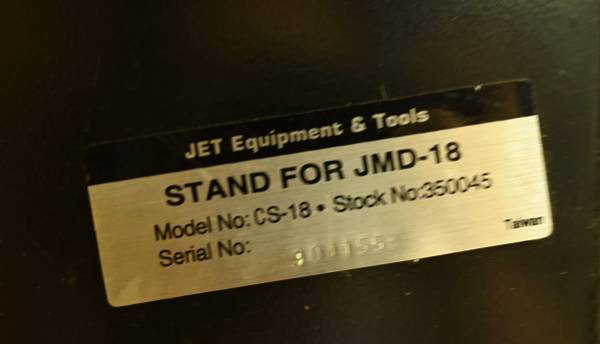 JET Equipment & Tools
STAND FOR JMD-18
Model No: CS-18 • Stock No:350045
Serial No:
Taiwan